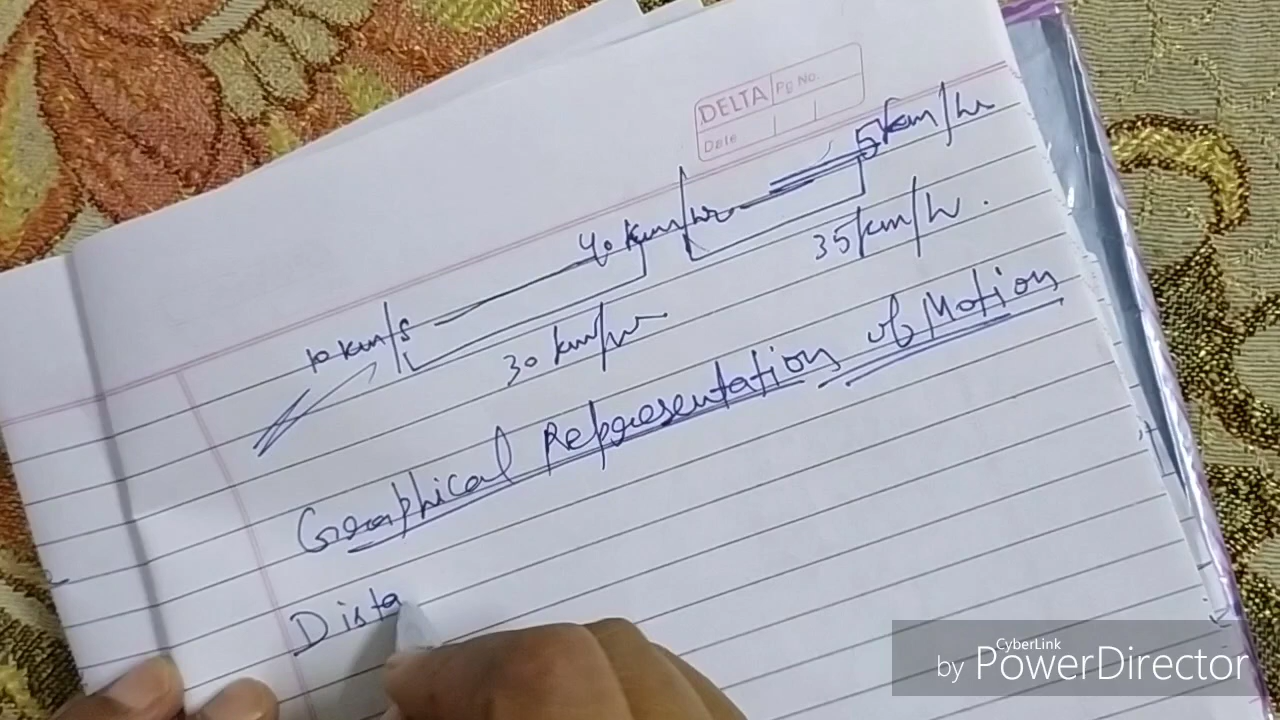 DELTA Pg No.
Date
10 km/s 40 km/hr 5 km/hr
30 km/hr 35 km/hr.
Graphical Representation of Motion
Dista
CyberLink
by PowerDirector